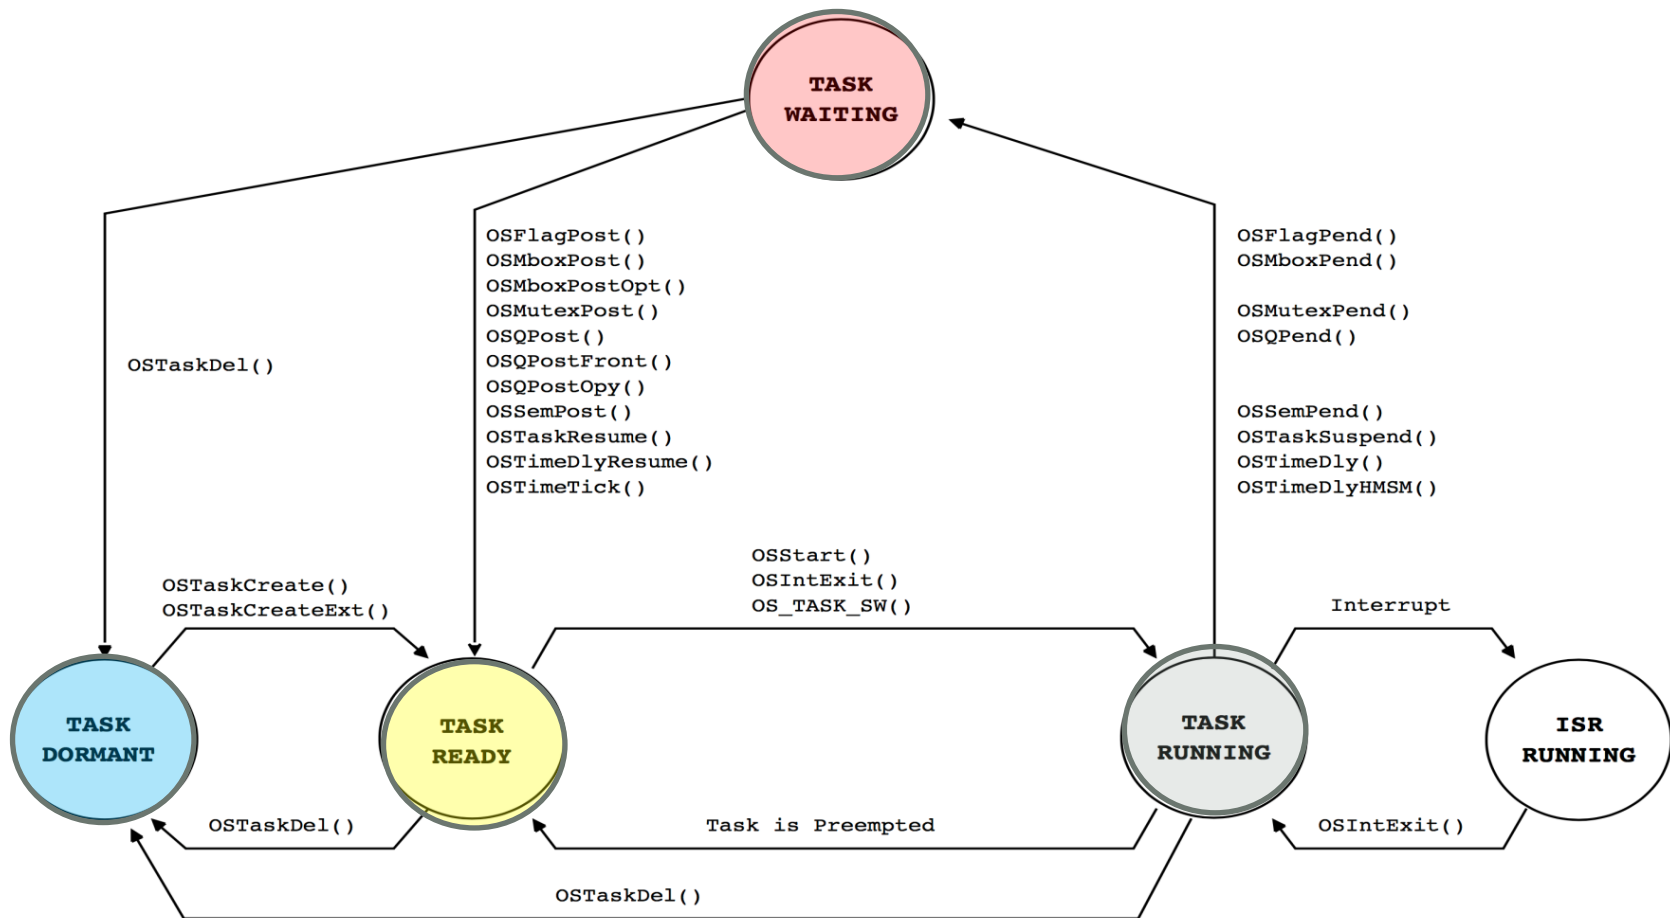 TASK
WAITING
OSFlagPost()
OSMboxPost()
OSMboxPostOpt()
OSMutexPost()
OSQPost()
OSQPostFront()
OSQPostOpy()
OSSemPost()
OSTaskResume()
OSTimeDlyResume()
OSTimeTick()
OSFlagPend()
OSMboxPend()
OSMutexPend()
OSQPend()
OSSemPend()
OSTaskSuspend()
OSTimeDly()
OSTimeDlyHMSM()
OSTaskDel()
OSTaskCreate()
OSTaskCreateExt()
OSStart()
OSIntExit()
OS_TASK_SW()
Interrupt
TASK
DORMANT
TASK
READY
TASK
RUNNING
ISR
RUNNING
OSTaskDel()
Task is Preempted
OSIntExit()
OSTaskDel()